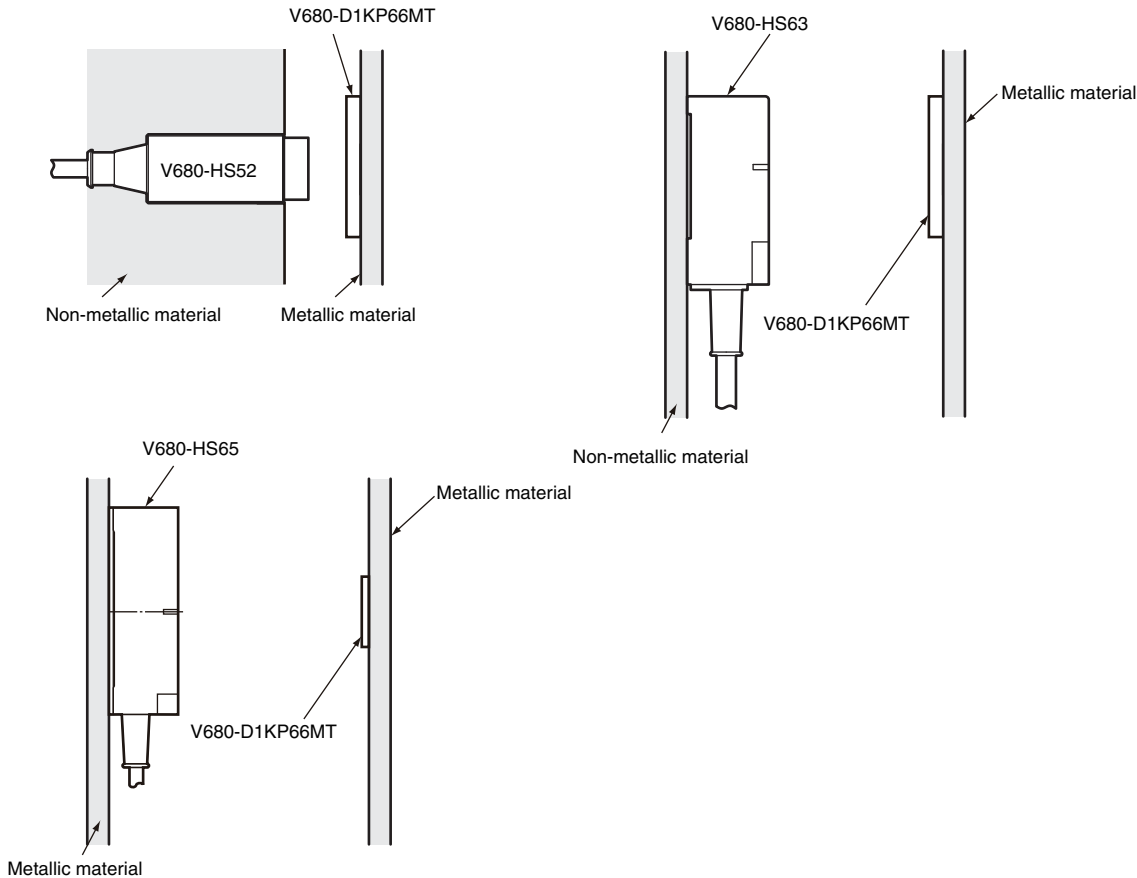 V680-D1KP66MT
V680-HS52
Non-metallic material
Metallic material
V680-HS63
Metallic material
V680-D1KP66MT
Non-metallic material
V680-HS65
Metallic material
V680-D1KP66MT
Metallic material